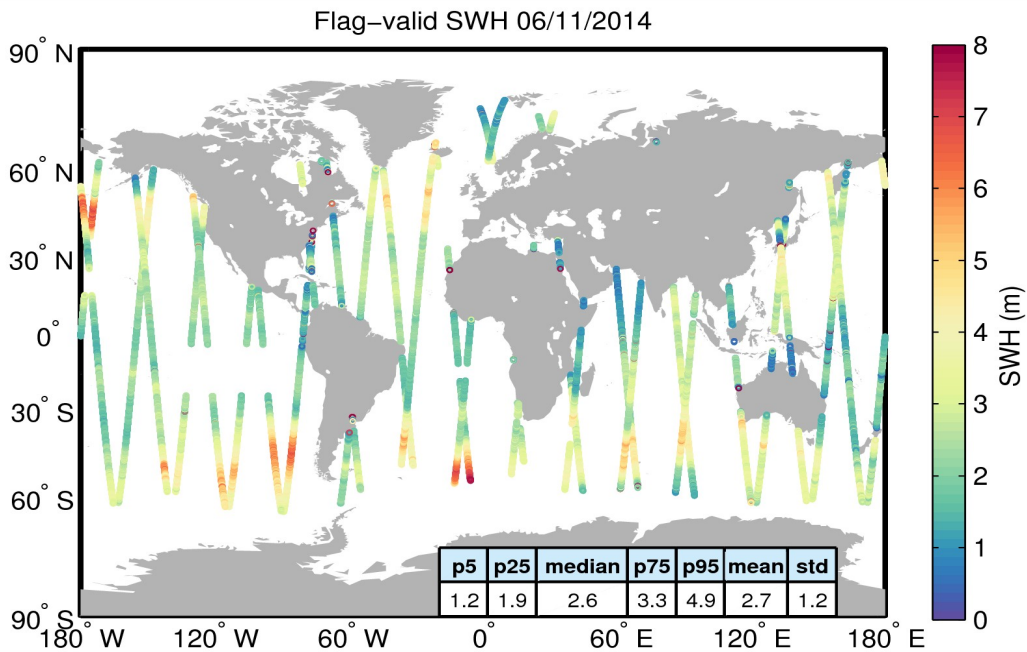 Flag−valid SWH 06/11/2014
90° N
60° N
30° N
0°
30° S
60° S
90° S
180° W
120° W
60° W
0°
60° E
120° E
180° E
p5 p25 median p75 p95 mean std
1.2 1.9 2.6 3.3 4.9 2.7 1.2
8
7
6
5
4
3
2
1
0
SWH (m)